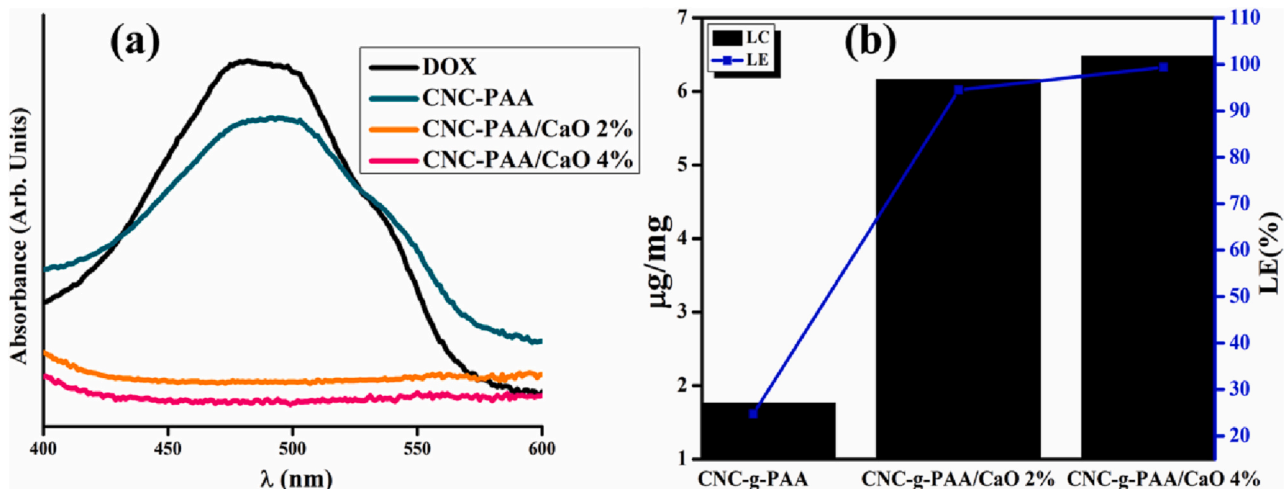 (a)
DOX
CNC-PAA
CNC-PAA/CaO 2%
CNC-PAA/CaO 4%
Absorbance (Arb. Units)
400 450 500 550 600
λ (nm)
(b)
LC
LE
7
6
5
4
3
2
1
µg/mg
110
100
90
80
70
60
50
40
30
20
LE(%)
CNC-g-PAA CNC-g-PAA/CaO 2% CNC-g-PAA/CaO 4%